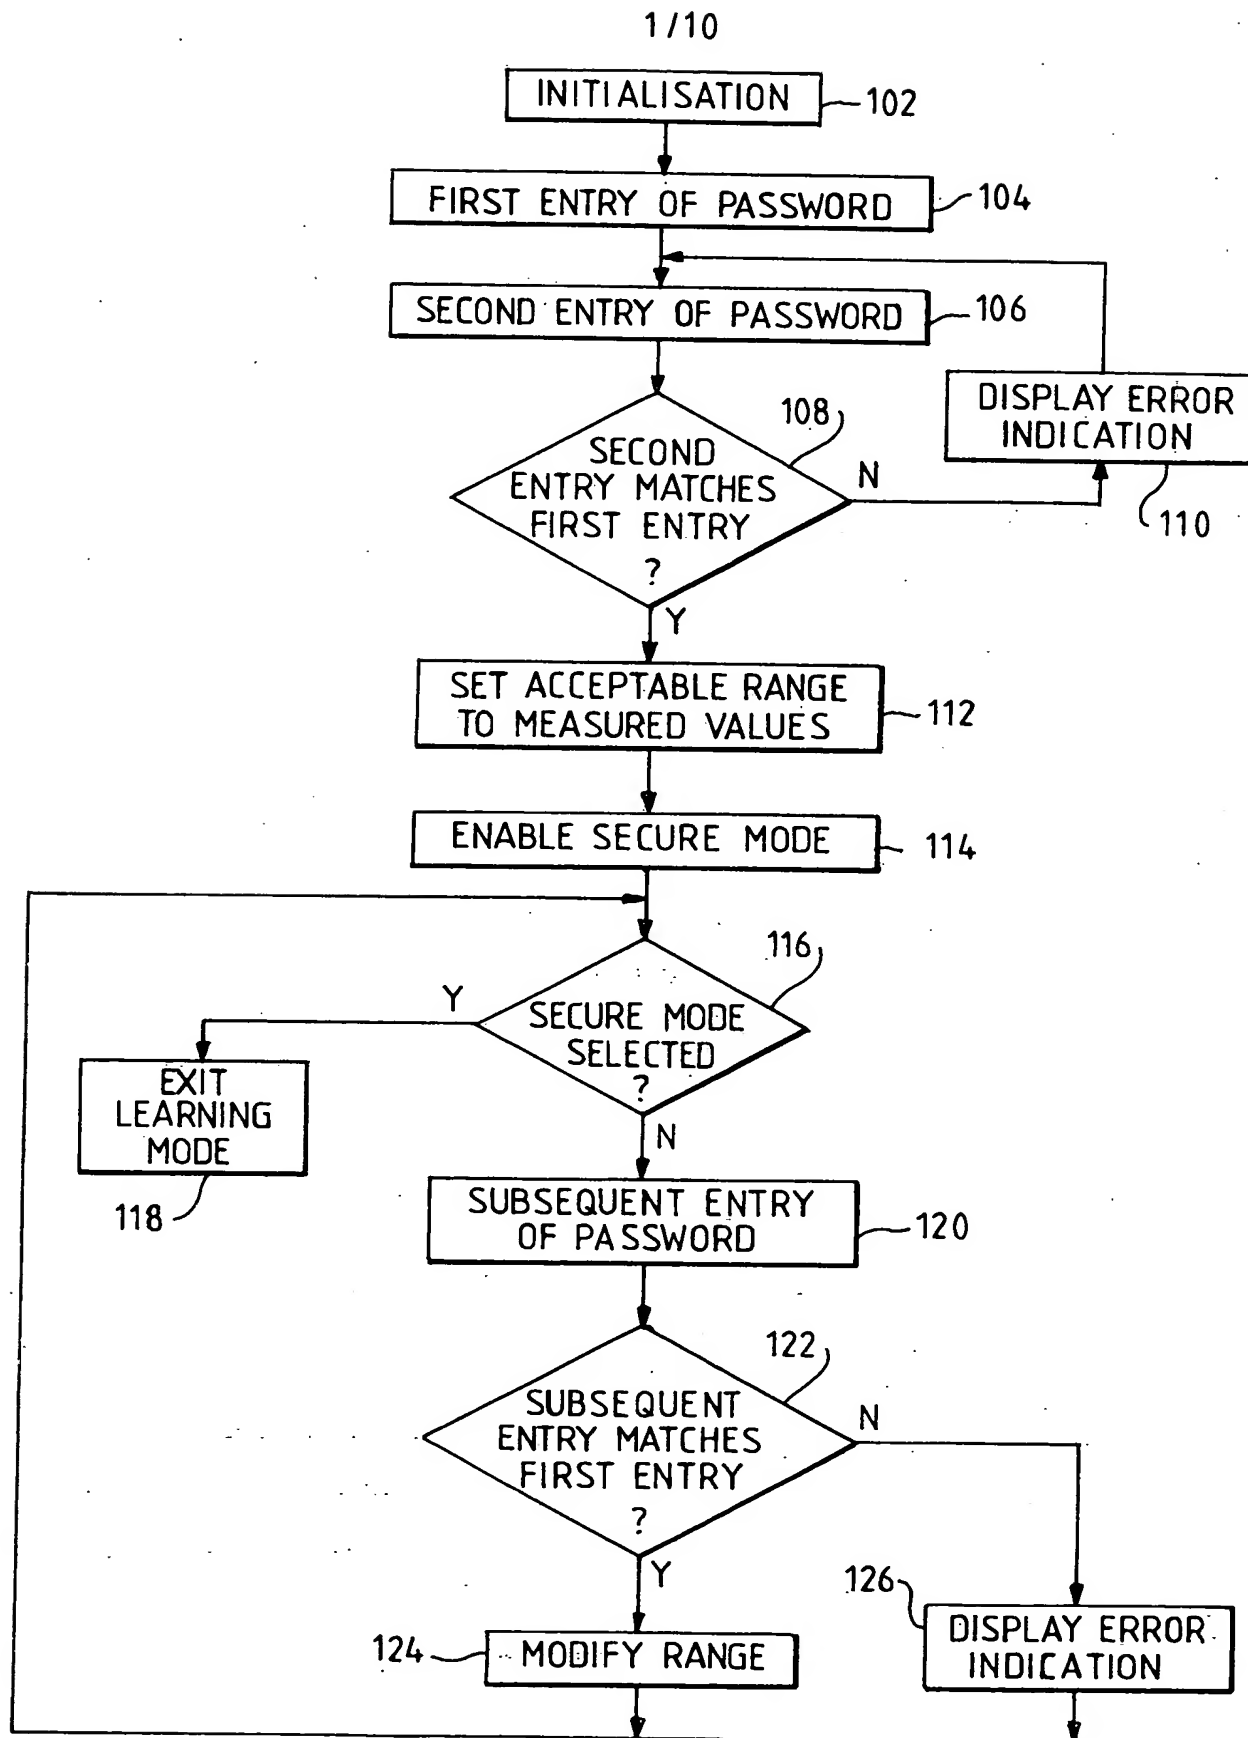 1/10
INITIALISATION
102
FIRST ENTRY OF PASSWORD
104
SECOND ENTRY OF PASSWORD
106
108
SECOND
ENTRY MATCHES
FIRST ENTRY
?
N
DISPLAY ERROR
INDICATION
110
Y
SET ACCEPTABLE RANGE
TO MEASURED VALUES
112
ENABLE SECURE MODE
114
116
SECURE MODE
SELECTED
?
Y
EXIT
LEARNING
MODE
118
N
SUBSEQUENT ENTRY
OF PASSWORD
120
122
SUBSEQUENT
ENTRY MATCHES
FIRST ENTRY
?
N
Y
124
MODIFY RANGE
126
DISPLAY ERROR
INDICATION